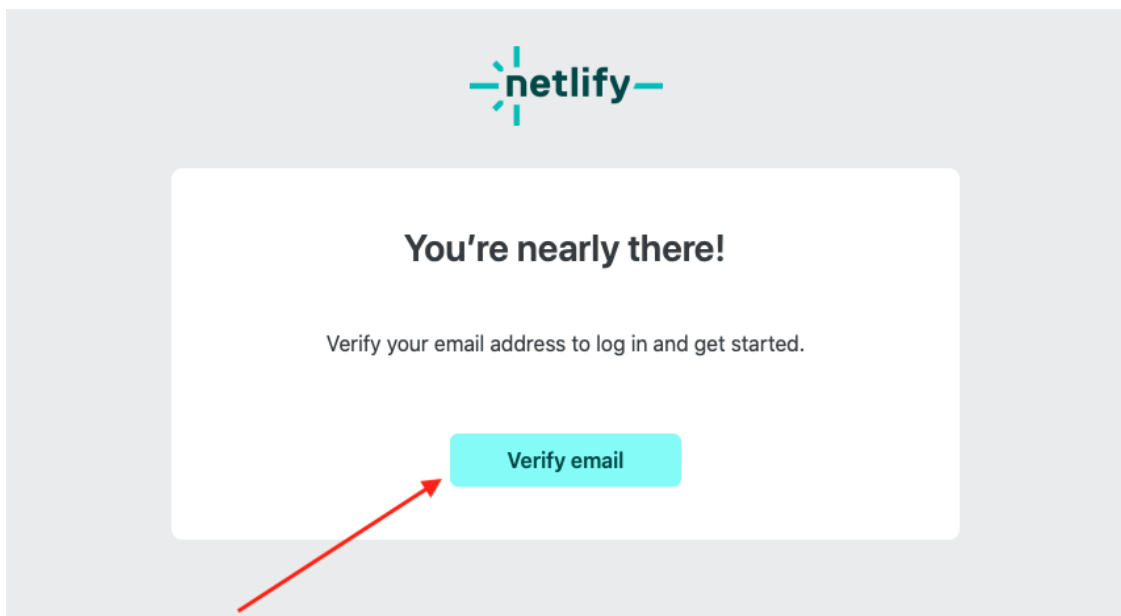 netlify
You're nearly there!
Verify your email address to log in and get started.
Verify email